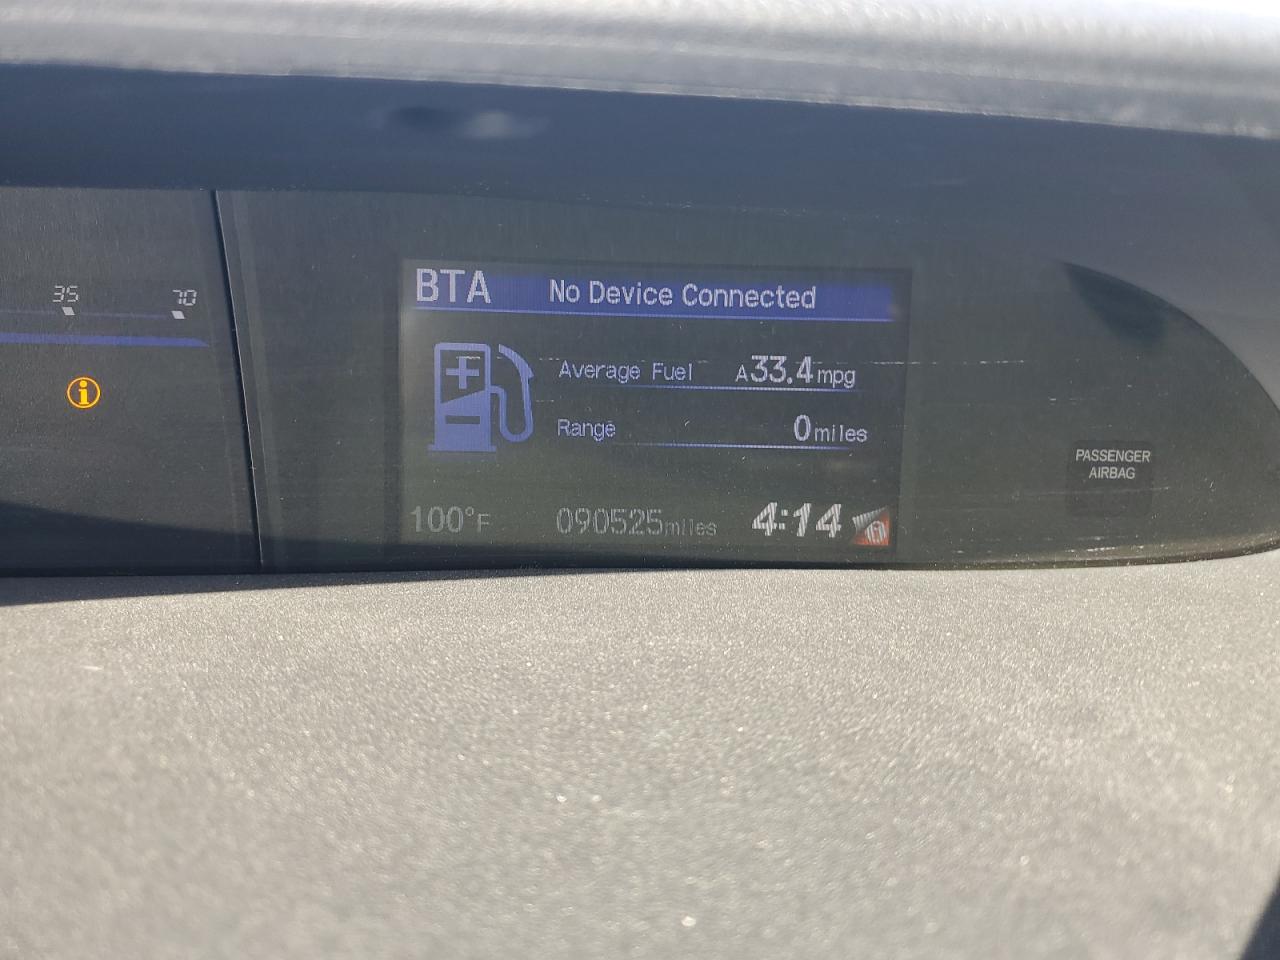 35 70
BTA No Device Connected
Average Fuel A33.4mpg
Range 0miles
100°F 090525miles 4:14 i
i
PASSENGER
AIRBAG